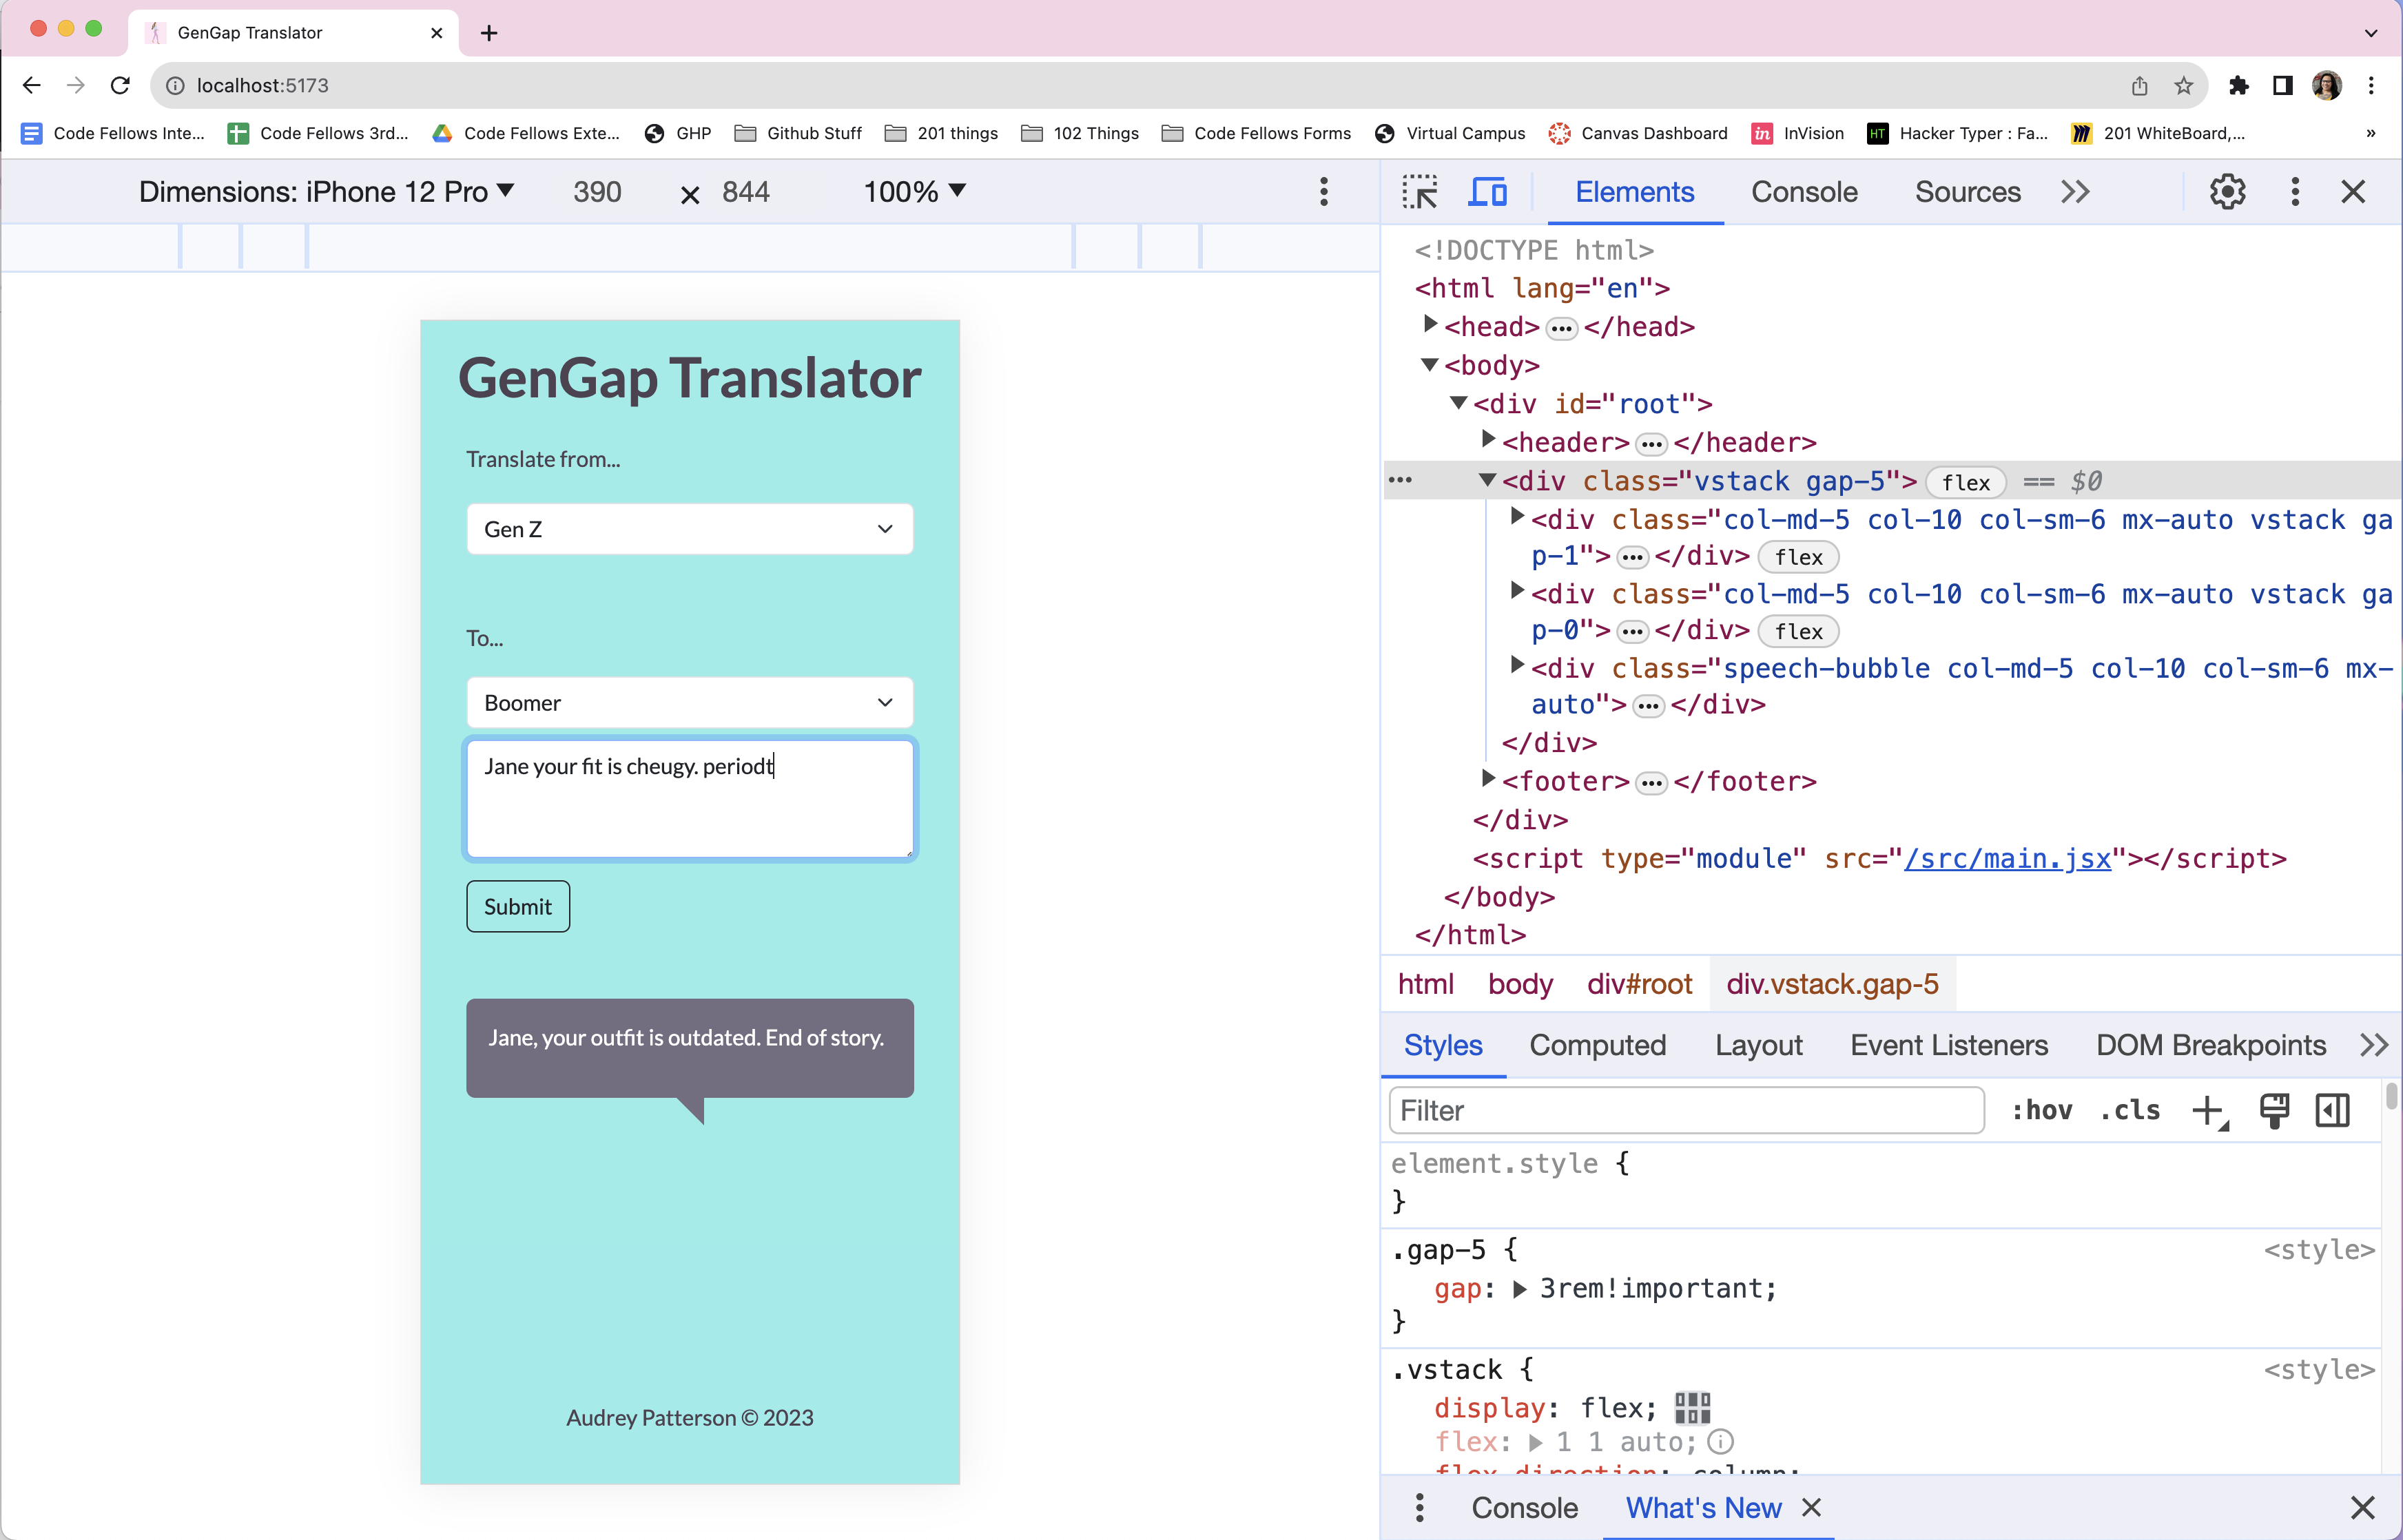 GenGap Translator
localhost:5173
Code Fellows Inte...
Code Fellows 3rd...
Code Fellows Exte...
GHP
Github Stuff
201 things
102 Things
Code Fellows Forms
Virtual Campus
Canvas Dashboard
in InVision
HT Hacker Typer : Fa...
201 WhiteBoard,...
»
Dimensions: iPhone 12 Pro 390 × 844 100%
GenGap Translator
Translate from...
Gen Z
To...
Boomer
Jane your fit is cheugy. periodt
Submit
Jane, your outfit is outdated. End of story.
Audrey Patterson © 2023
Elements Console Sources
<!DOCTYPE html>
<html lang="en">
<head>…</head>
<body>
<div id="root">
<header>…</header>
… <div class="vstack gap-5"> flex == $0
<div class="col-md-5 col-10 col-sm-6 mx-auto vstack ga
p-1">…</div> flex
<div class="col-md-5 col-10 col-sm-6 mx-auto vstack ga
p-0">…</div> flex
<div class="speech-bubble col-md-5 col-10 col-sm-6 mx-
auto">…</div>
</div>
<footer>…</footer>
</div>
<script type="module" src="/src/main.jsx"></script>
</body>
</html>
html body div#root div.vstack.gap-5
Styles Computed Layout Event Listeners DOM Breakpoints
Filter :hov .cls
element.style {
}
.gap-5 { <style>
gap: 3rem!important;
}
.vstack { <style>
display: flex;
flex: 1 1 auto;
flex-direction: column;
Console What's New